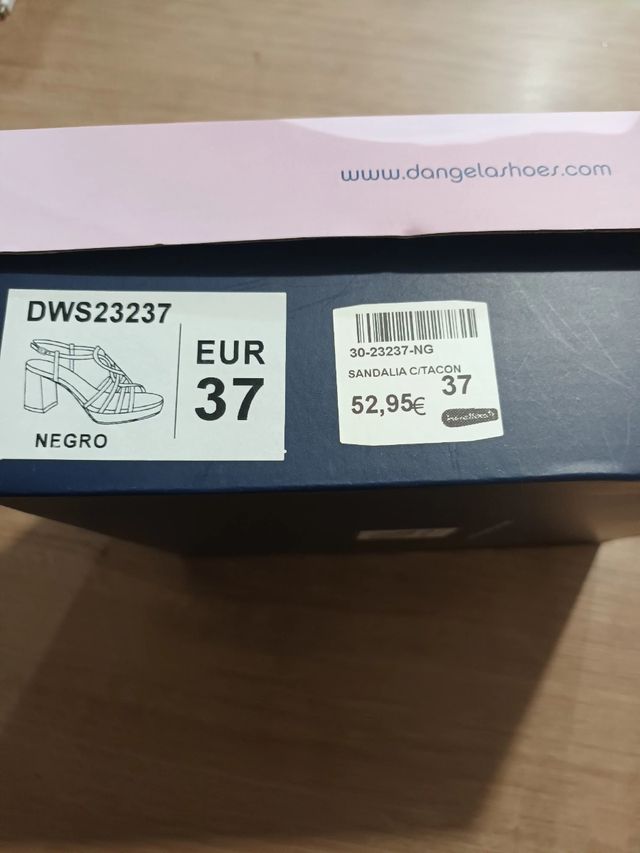 www.dangelashoes.com
DWS23237
EUR
37
NEGRO
30-23237-NG
SANDALIA C/TACON
37
52,95€